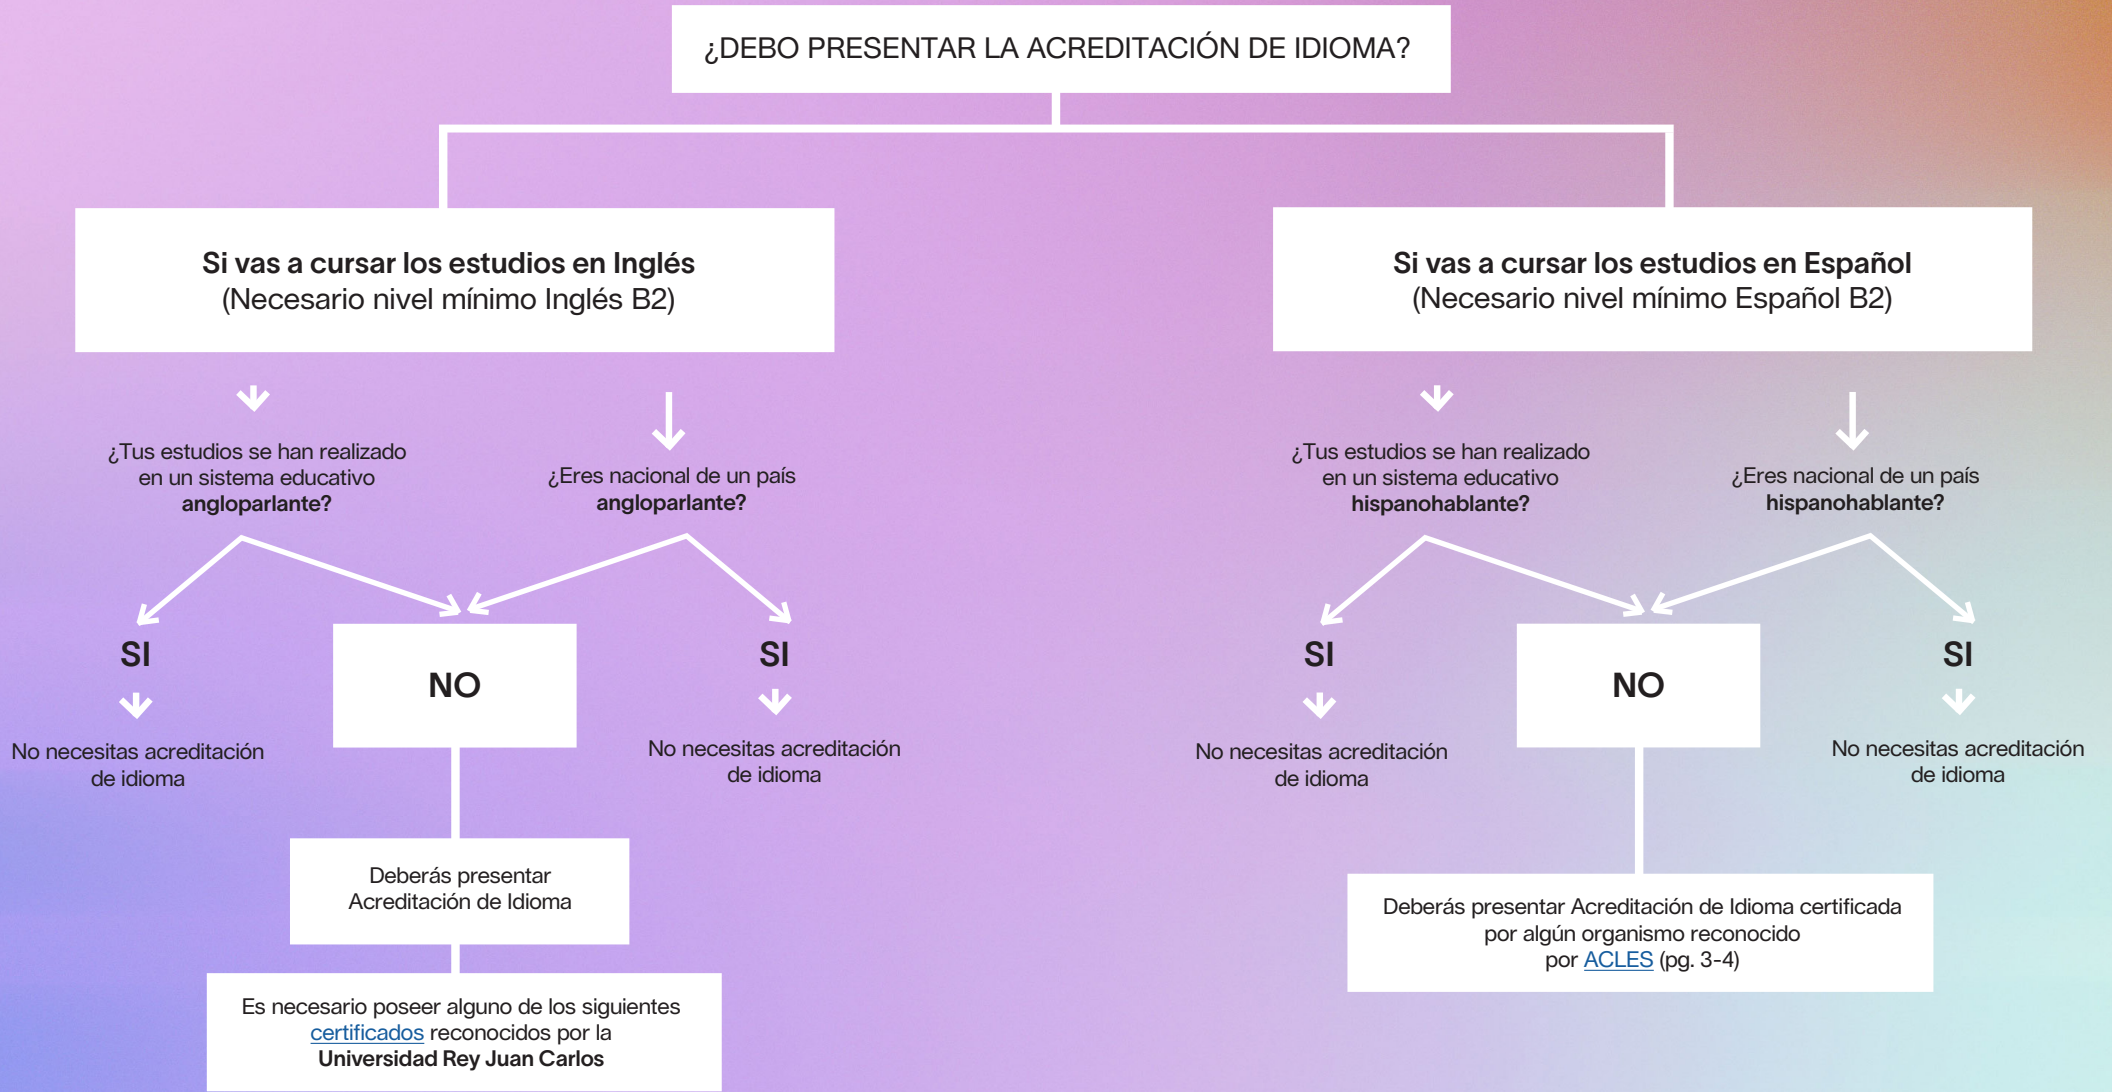 ¿DEBO PRESENTAR LA ACREDITACIÓN DE IDIOMA?
Si vas a cursar los estudios en Inglés
(Necesario nivel mínimo Inglés B2)
¿Tus estudios se han realizado
en un sistema educativo
angloparlante?
¿Eres nacional de un país
angloparlante?
SI
NO
SI
No necesitas acreditación
de idioma
No necesitas acreditación
de idioma
Deberás presentar
Acreditación de Idioma
Es necesario poseer alguno de los siguientes
certificados reconocidos por la
Universidad Rey Juan Carlos
Si vas a cursar los estudios en Español
(Necesario nivel mínimo Español B2)
¿Tus estudios se han realizado
en un sistema educativo
hispanohablante?
¿Eres nacional de un país
hispanohablante?
SI
NO
SI
No necesitas acreditación
de idioma
No necesitas acreditación
de idioma
Deberás presentar Acreditación de Idioma certificada
por algún organismo reconocido
por ACLES (pg. 3-4)